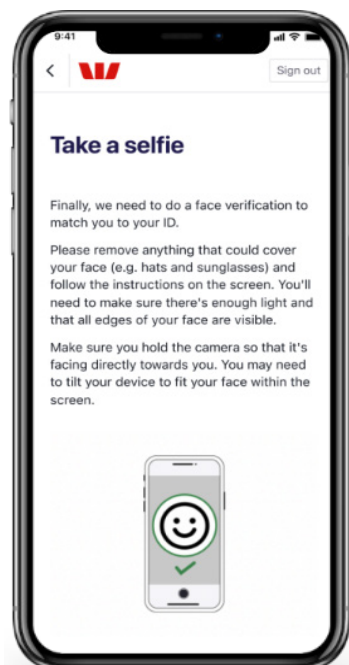 9:41
Sign out
Take a selfie
Finally, we need to do a face verification to
match you to your ID.
Please remove anything that could cover
your face (e.g. hats and sunglasses) and
follow the instructions on the screen. You'll
need to make sure there's enough light and
that all edges of your face are visible.
Make sure you hold the camera so that it's
facing directly towards you. You may need
to tilt your device to fit your face within the
screen.